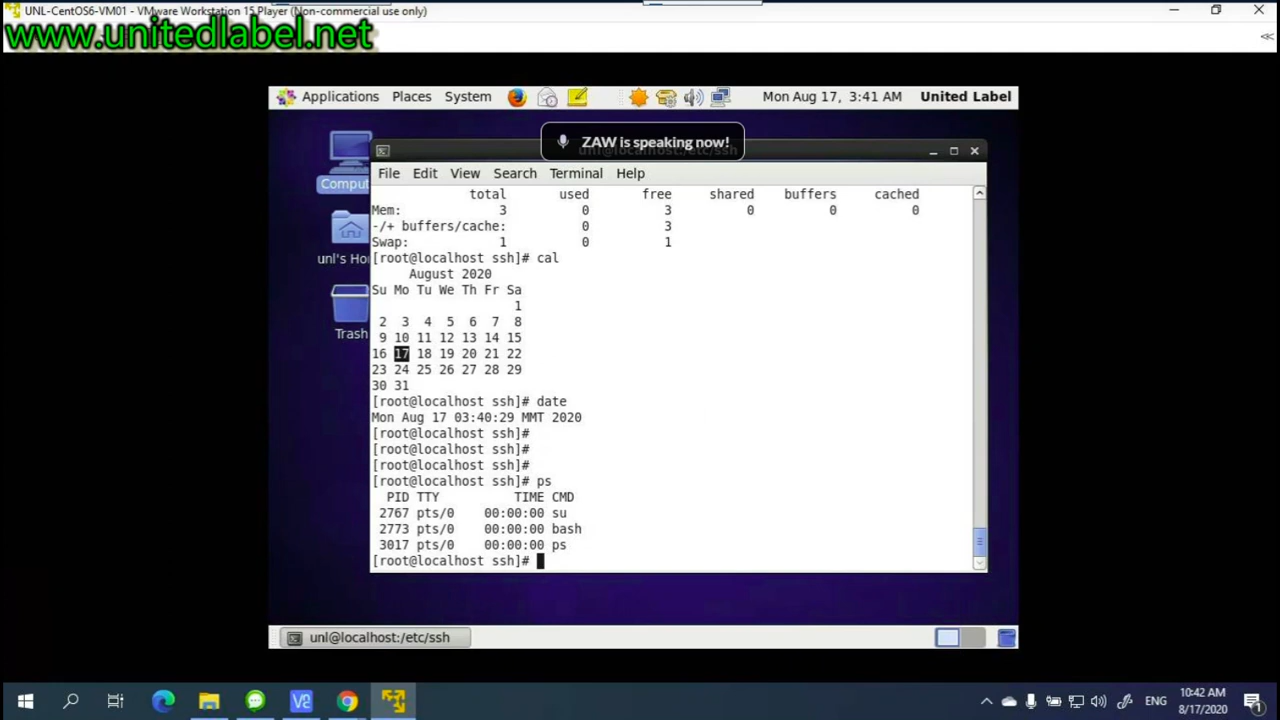 UNL-CentOS6-VM01 - VMware Workstation 15 Player (Non-commercial use only)
www.unitedlabel.net
Applications Places System Mon Aug 17, 3:41 AM United Label
ZAW is speaking now!
File Edit View Search Terminal Help
total used free shared buffers cached
Mem: 3 0 3 0 0 0
-/+ buffers/cache: 0 3
Swap: 1 0 1
[root@localhost ssh]# cal
August 2020
Su Mo Tu We Th Fr Sa
1
2 3 4 5 6 7 8
9 10 11 12 13 14 15
16 17 18 19 20 21 22
23 24 25 26 27 28 29
30 31
[root@localhost ssh]# date
Mon Aug 17 03:40:29 MMT 2020
[root@localhost ssh]#
[root@localhost ssh]#
[root@localhost ssh]#
[root@localhost ssh]# ps
PID TTY TIME CMD
2767 pts/0 00:00:00 su
2773 pts/0 00:00:00 bash
3017 pts/0 00:00:00 ps
[root@localhost ssh]#
Trash
unl@localhost:/etc/ssh
ENG
10:42 AM
8/17/2020
1